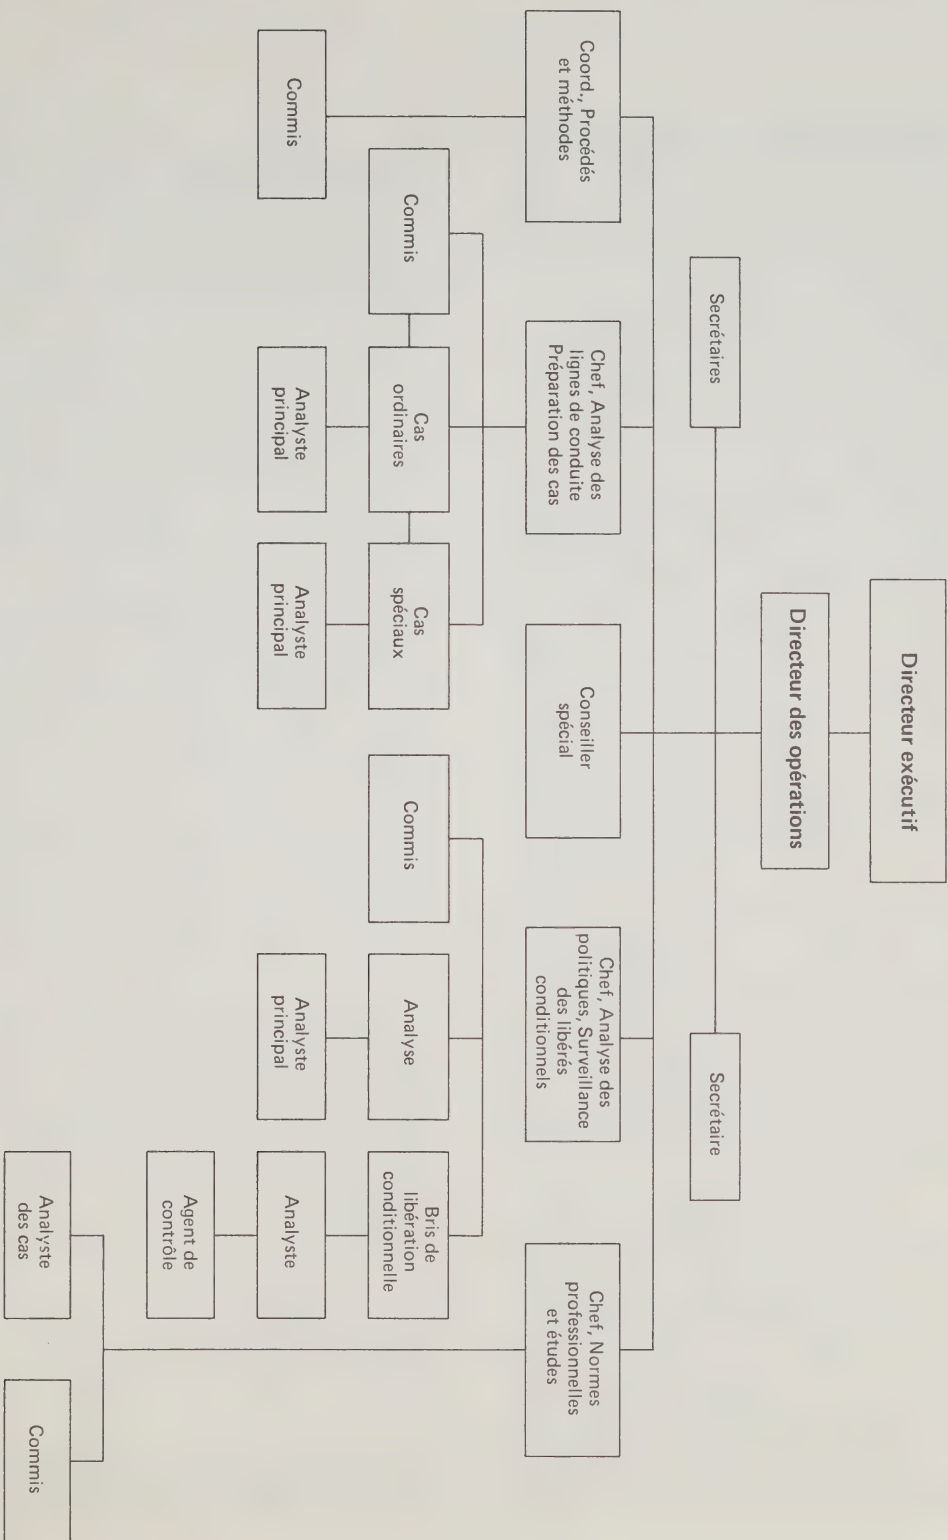 Directeur exécutif
Directeur des opérations
Secrétaires
Secrétaire
Coord., Procédés
et méthodes
Chef, Analyse des
lignes de conduite
Préparation des cas
Conseiller
spécial
Chef, Analyse des
politiques, Surveillance
des libérés
conditionnels
Chef, Normes
professionnelles
et études
Commis
Cas
ordinaires
Cas
spéciaux
Commis
Analyse
Bris de
libération
conditionnelle
Commis
Analyste
principal
Analyste
principal
Analyste
principal
Analyste
Agent de
contrôle
Analyste
des cas
Commis